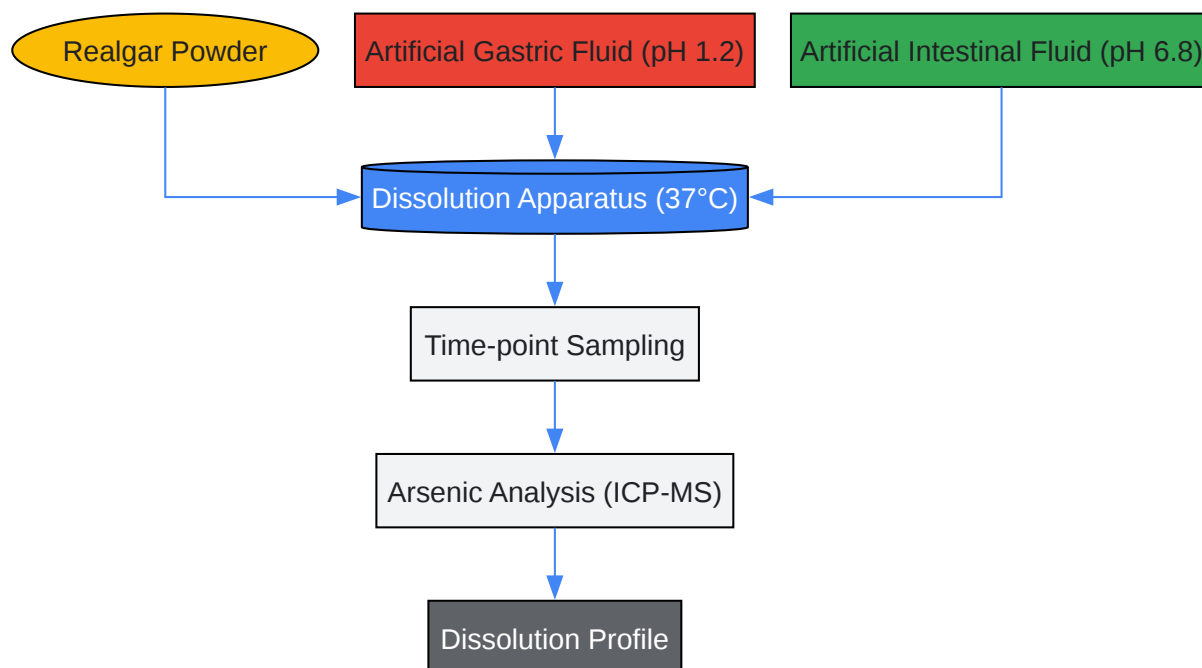 Realgar Powder
Artificial Gastric Fluid (pH 1.2)
Artificial Intestinal Fluid (pH 6.8)
Dissolution Apparatus (37°C)
Time-point Sampling
Arsenic Analysis (ICP-MS)
Dissolution Profile